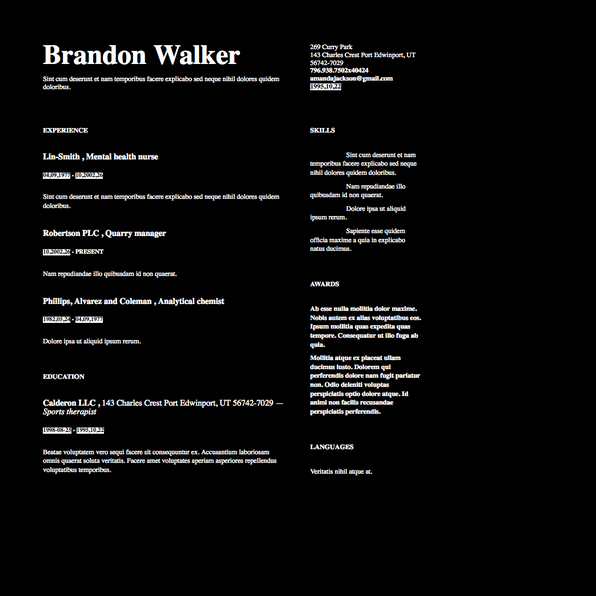 Brandon Walker
Sint cum deserunt et nam temporibus facere explicabo sed neque nihil dolores quidem
doloribus.
EXPERIENCE
Lin-Smith , Mental health nurse
04.09.1977 - 10.2002.26
Sint cum deserunt et nam temporibus facere explicabo sed neque nihil dolores quidem
doloribus.
Robertson PLC , Quarry manager
10.2002.26 - PRESENT
Nam repudiandae illo quibusdam id non quaerat.
Phillips, Alvarez and Coleman , Analytical chemist
1982.05.24 - 04.09.1977
Dolore ipsa ut aliquid ipsum rerum.
EDUCATION
Calderon LLC , 143 Charles Crest Port Edwinport, UT 56742-7029 —
Sports therapist
1998-08-25 - 1995.10.22
Beatae voluptatem vero sequi facere sit consequuntur ex. Accusantium laboriosam
omnis quaerat soluta veritatis. Facere amet voluptates aperiam asperiores repellendus
voluptatibus temporibus.
269 Curry Park
143 Charles Crest Port Edwinport, UT
56742-7029
796.938.7502x40424
amandajackson@gmail.com
1995.10.22
SKILLS
Sint cum deserunt et nam
temporibus facere explicabo sed neque
nihil dolores quidem doloribus.
Nam repudiandae illo
quibusdam id non quaerat.
Dolore ipsa ut aliquid
ipsum rerum.
Sapiente esse quidem
officia maxime a quia in explicabo
natus ducimus.
AWARDS
Ab esse nulla mollitia dolor maxime.
Nobis autem ex alias voluptatibus eos.
Ipsum mollitia quas expedita quas
tempore. Consequatur ut illo fuga ab
quia.
Mollitia atque ex placeat ullam
ducimus iusto. Dolorem qui
perferendis dolore nam fugit pariatur
non. Odio deleniti voluptas
perspiciatis optio dolore atque. Id
animi non facilis recusandae
perspiciatis perferendis.
LANGUAGES
Veritatis nihil atque at.